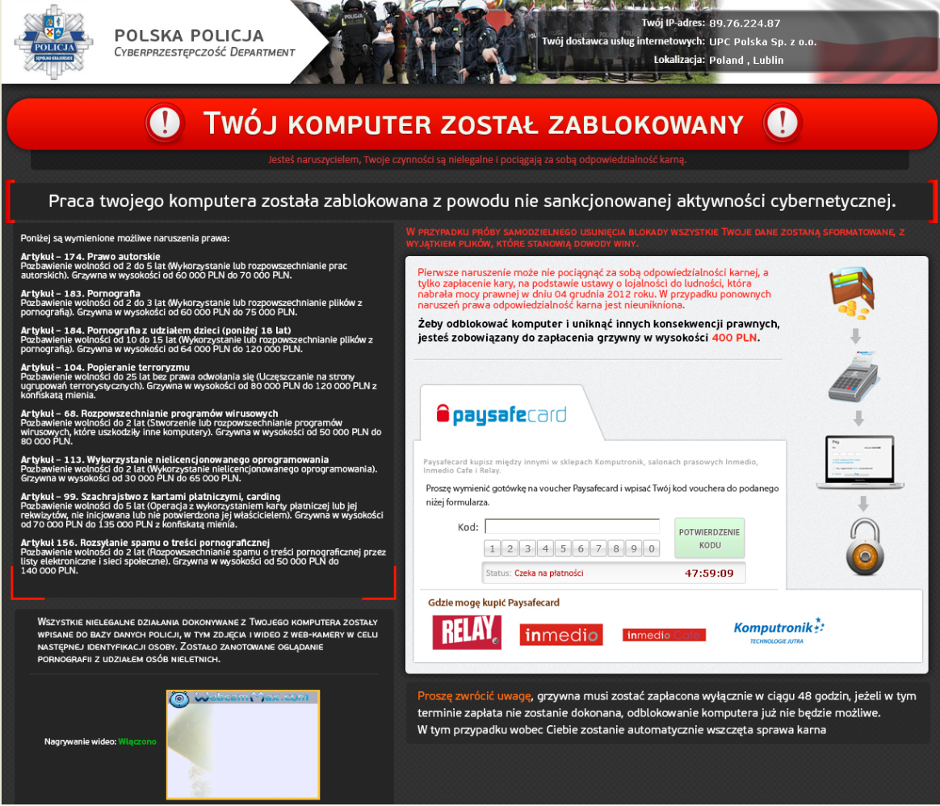 POLICJA
KOMENDA STOŁECZNA
POLSKA POLICJA
CYBERPRZESTĘPCZOŚĆ DEPARTMENT
POLICJA
Twój IP-adres: 89.76.224.87
Twój dostawca usług internetowych: UPC Polska Sp. z o.o.
Lokalizacja: Poland , Lublin
TWÓJ KOMPUTER ZOSTAŁ ZABLOKOWANY
Jesteś naruszycielem, Twoje czynności są nielegalne i pociągają za sobą odpowiedzialność karną.
Praca twojego komputera została zablokowana z powodu nie sankcjonowanej aktywności cybernetycznej.
Poniżej są wymienione możliwe naruszenia prawa:
Artykuł – 174. Prawo autorskie
Pozbawienie wolności od 2 do 5 lat (Wykorzystanie lub rozpowszechnianie prac
autorskich). Grzywna w wysokości od 60 000 PLN do 70 000 PLN.
Artykuł – 183. Pornografia
Pozbawienie wolności od 2 do 3 lat (Wykorzystanie lub rozpowszechnianie plików z
pornografią). Grzywna w wysokości od 60 000 PLN do 75 000 PLN.
Artykuł – 184. Pornografia z udziałem dzieci (poniżej 18 lat)
Pozbawienie wolności od 10 do 15 lat (Wykorzystanie lub rozpowszechnianie plików z
pornografią). Grzywna w wysokości od 64 000 PLN do 120 000 PLN.
Artykuł – 104. Popieranie terroryzmu
Pozbawienie wolności do 25 lat bez prawa odwołania się (Uczęszczanie na strony
ugrupowań terrorystycznych). Grzywna w wysokości od 80 000 PLN do 120 000 PLN z
konfiskatą mienia.
Artykuł – 68. Rozpowszechnianie programów wirusowych
Pozbawienie wolności do 2 lat (Stworzenie lub rozpowszechnianie programów
wirusowych, które uszkodziły inne komputery). Grzywna w wysokości od 50 000 PLN do
80 000 PLN.
Artykuł – 113. Wykorzystanie nielicencjonowanego oprogramowania
Pozbawienie wolności do 2 lat (Wykorzystanie nielicencjonowanego oprogramowania).
Grzywna w wysokości od 30 000 PLN do 65 000 PLN.
Artykuł – 99. Szachrajstwo z kartami płatniczymi, carding
Pozbawienie wolności do 5 lat (Operacja z wykorzystaniem karty płatniczej lub jej
rekwizytów, nie inicjowana lub nie potwierdzona jej właścicielem). Grzywna w wysokości
od 70 000 PLN do 135 000 PLN z konfiskatą mienia.
Artykuł 156. Rozsyłanie spamu o treści pornograficznej
Pozbawienie wolności do 2 lat (Rozpowszechnianie spamu o treści pornograficznej przez
listy elektroniczne i sieci społeczne). Grzywna w wysokości od 50 000 PLN do
140 000 PLN.
WSZYSTKIE NIELEGALNE DZIAŁANIA DOKONYWANE Z TWOJEGO KOMPUTERA ZOSTAŁY
WPISANE DO BAZY DANYCH POLICJI, W TYM ZDJĘCIA I WIDEO Z WEB-KAMERY W CELU
NASTĘPNEJ IDENTYFIKACJI OSOBY. ZOSTAŁO ZANOTOWANE OGLĄDANIE
PORNOGRAFII Z UDZIAŁEM OSÓB NIELETNICH.
Nagrywanie wideo: Włączono
WebcamMax.com
W PRZYPADKU PRÓBY SAMODZIELNEGO USUNIĘCIA BLOKADY WSZYSTKIE TWOJE DANE ZOSTANĄ SFORMATOWANE, Z
WYJĄTKIEM PLIKÓW, KTÓRE STANOWIĄ DOWODY WINY.
Pierwsze naruszenie może nie pociągnąć za sobą odpowiedzialności karnej, a
tylko zapłacenie kary, na podstawie ustawy o lojalności do ludności, która
nabrała mocy prawnej w dniu 04 grudnia 2012 roku. W przypadku ponownych
naruszeń prawa odpowiedzialność karna jest nieunikniona.
Żeby odblokować komputer i uniknąć innych konsekwencji prawnych,
jesteś zobowiązany do zapłacenia grzywny w wysokości 400 PLN.
paysafecard
Paysafecard kupisz między innymi w sklepach Komputronik, salonach prasowych Inmedio,
Inmedio Cafe i Relay.
Proszę wymienić gotówkę na voucher Paysafecard i wpisać Twój kod vouchera do podanego
niżej formularza.
Kod:
1 2 3 4 5 6 7 8 9 0
POTWIERDZENIE
KODU
Status: Czeka na płatności 47:59:09
Gdzie mogę kupić Paysafecard
RELAY
inmedio
inmedio Cafe
Komputronik
TECHNOLOGIE JUTRA
Pay
Proszę zwrócić uwagę, grzywna musi zostać zapłacona wyłącznie w ciągu 48 godzin, jeżeli w tym
terminie zapłata nie zostanie dokonana, odblokowanie komputera już nie będzie możliwe.
W tym przypadku wobec Ciebie zostanie automatycznie wszczęta sprawa karna